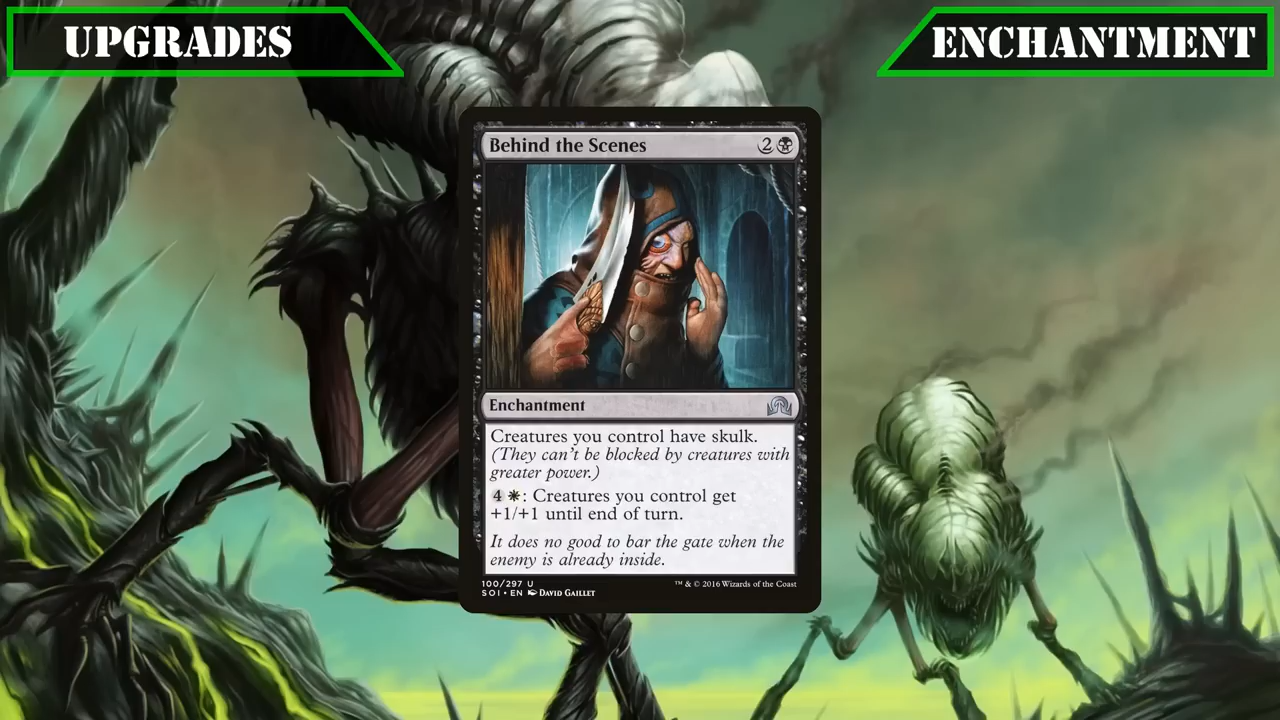 UPGRADES
ENCHANTMENT
Behind the Scenes 2
Enchantment
Creatures you control have skulk.
(They can't be blocked by creatures with
greater power.)
4 : Creatures you control get
+1/+1 until end of turn.
It does no good to bar the gate when the
enemy is already inside.
100/297 U
SOI • EN DAVID GAILLET
™ & © 2016 Wizards of the Coast